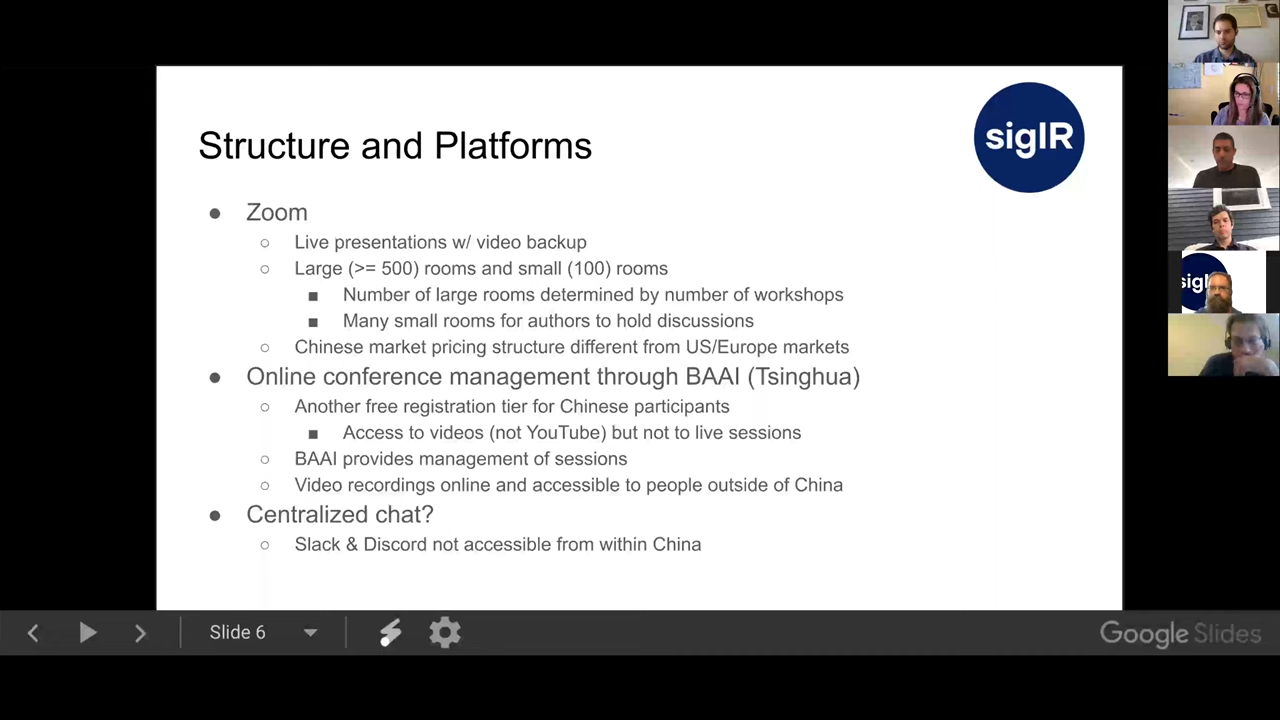 Structure and Platforms
sigIR
● Zoom
○ Live presentations w/ video backup
○ Large (>= 500) rooms and small (100) rooms
■ Number of large rooms determined by number of workshops
■ Many small rooms for authors to hold discussions
○ Chinese market pricing structure different from US/Europe markets
● Online conference management through BAAI (Tsinghua)
○ Another free registration tier for Chinese participants
■ Access to videos (not YouTube) but not to live sessions
○ BAAI provides management of sessions
○ Video recordings online and accessible to people outside of China
● Centralized chat?
○ Slack & Discord not accessible from within China
Slide 6
Google Slides
sigI